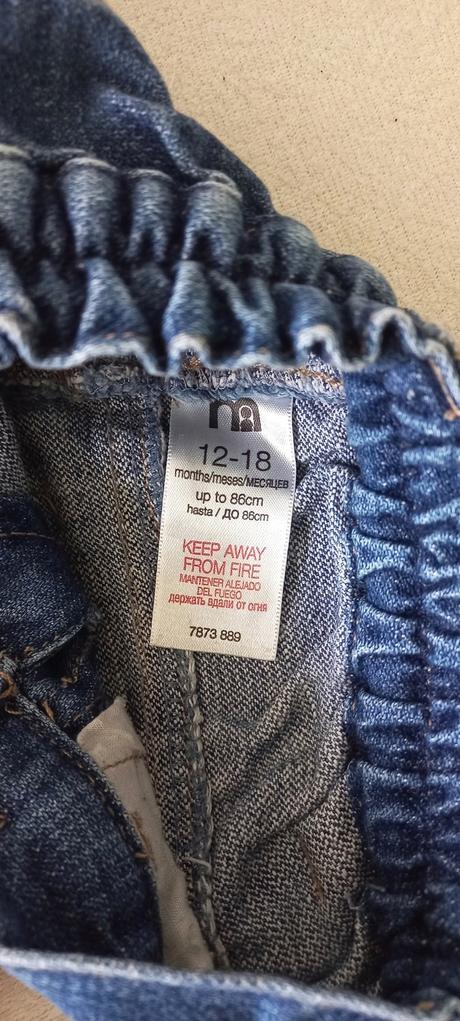 m
12-18
months/meses/МЕСЯЦЕВ
up to 86cm
hasta / ДО 86cm
KEEP AWAY
FROM FIRE
MANTENER ALEJADO
DEL FUEGO
держать вдали от огня
7873 889